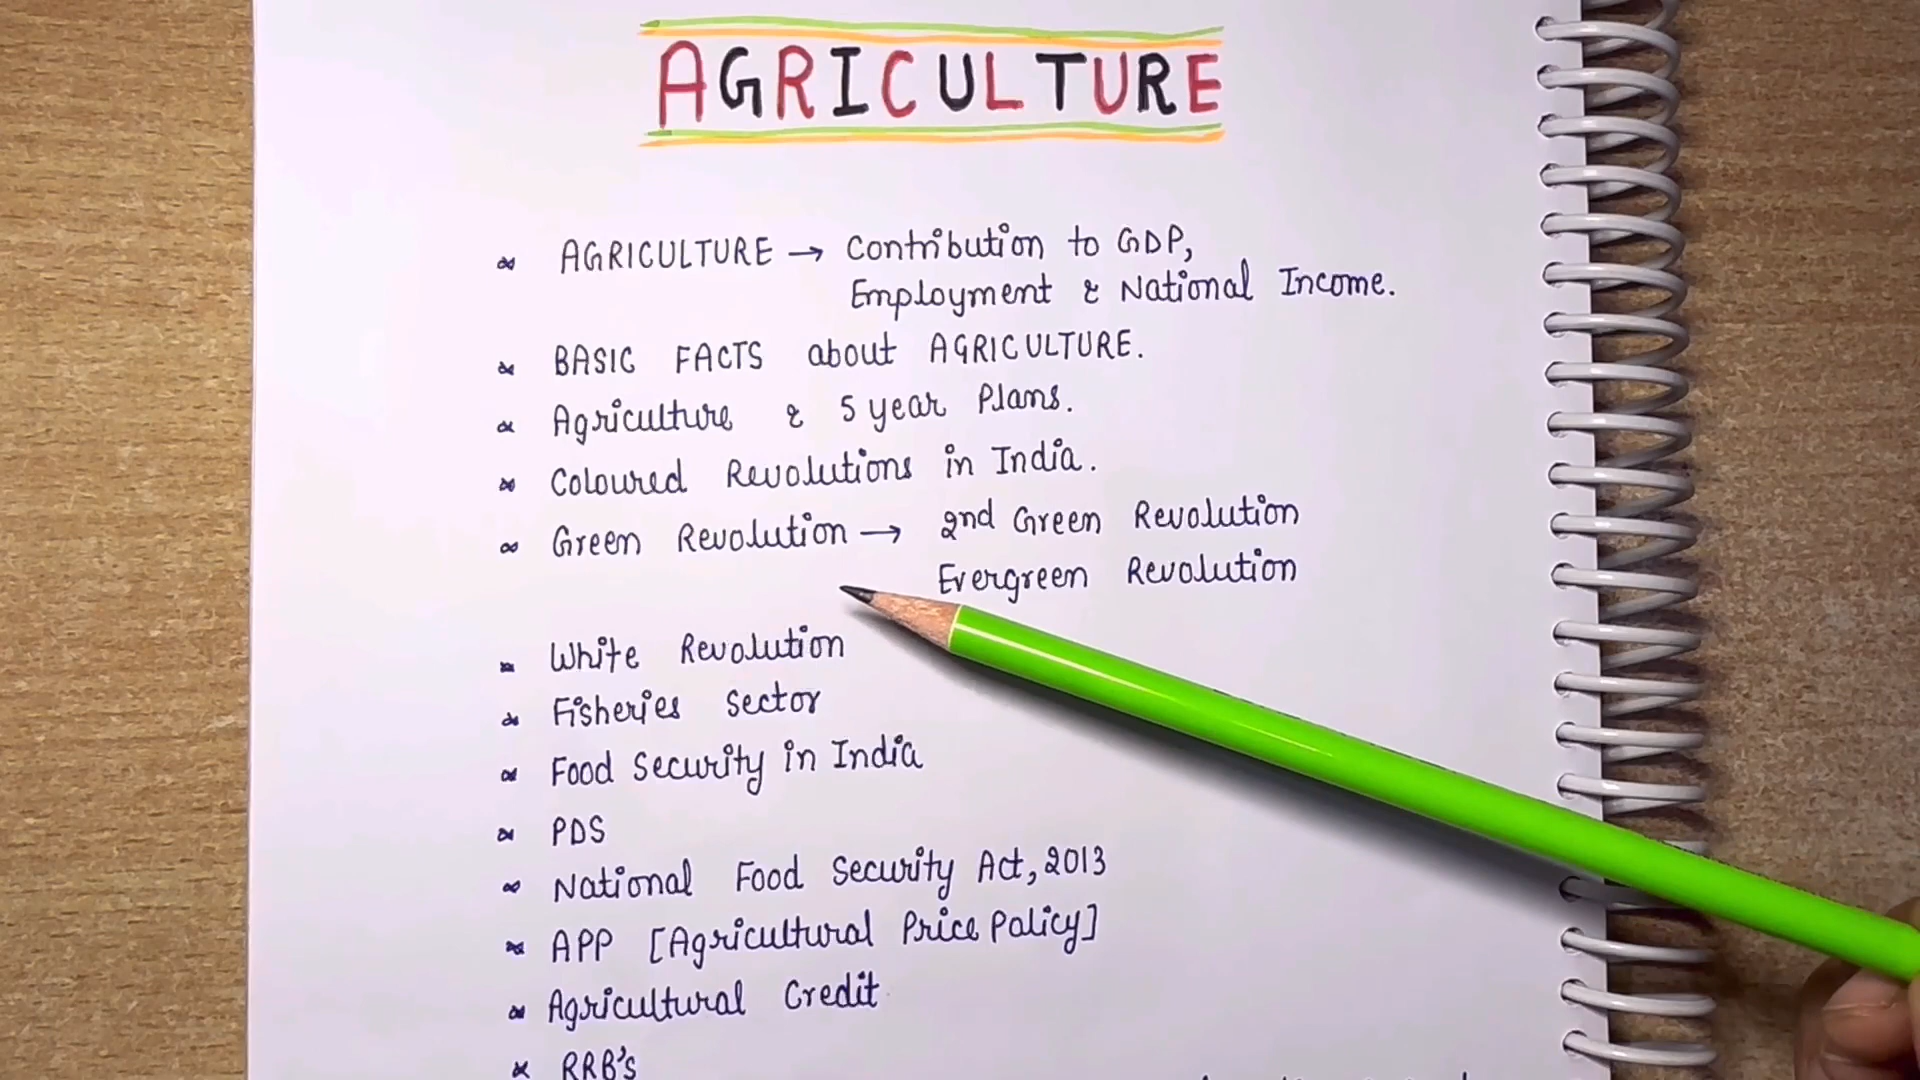 AGRICULTURE
AGRICULTURE → Contribution to GDP,
Employment & National Income.
BASIC FACTS about AGRICULTURE.
Agriculture & 5 year Plans.
Coloured Revolutions in India.
Green Revolution → 2nd Green Revolution
Evergreen Revolution
White Revolution
Fisheries Sector
Food Security in India
PDS
National Food Security Act, 2013
APP [Agricultural Price Policy]
Agricultural Credit
RRB's